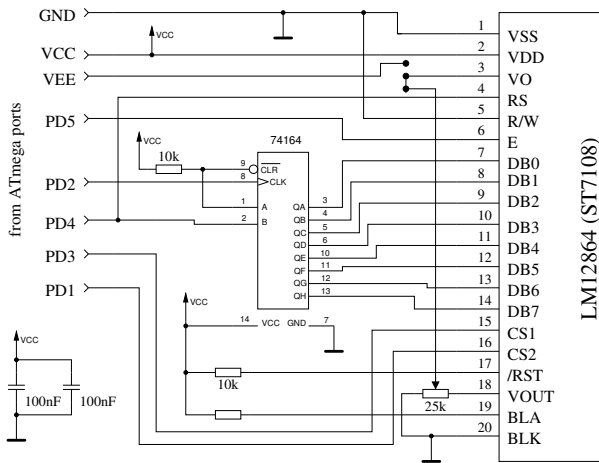 GND
VCC
VEE
PD5
PD2
PD4
PD3
PD1
from ATmega ports
VCC
VCC
10k
74164
9
8
1
2
CLR
CLK
A
B
QA
QB
QC
QD
QE
QF
QG
QH
3
4
5
6
10
11
12
13
14 VCC GND 7
VCC
10k
VCC
100nF
100nF
25k
1 VSS
2 VDD
3 VO
4 RS
5 R/W
6 E
7 DB0
8 DB1
9 DB2
10 DB3
11 DB4
12 DB5
13 DB6
14 DB7
15 CS1
16 CS2
17 /RST
18 VOUT
19 BLA
20 BLK
LM12864 (ST7108)